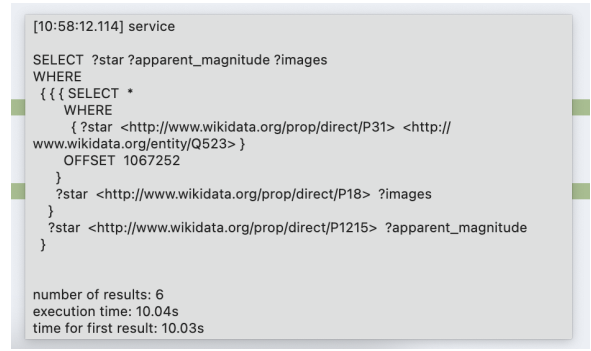 [10:58:12.114] service
SELECT ?star ?apparent_magnitude ?images
WHERE
{ { { SELECT *
WHERE
{ ?star <http://www.wikidata.org/prop/direct/P31> <http://
www.wikidata.org/entity/Q523> }
OFFSET 1067252
}
?star <http://www.wikidata.org/prop/direct/P18> ?images
}
?star <http://www.wikidata.org/prop/direct/P1215> ?apparent_magnitude
}
number of results: 6
execution time: 10.04s
time for first result: 10.03s